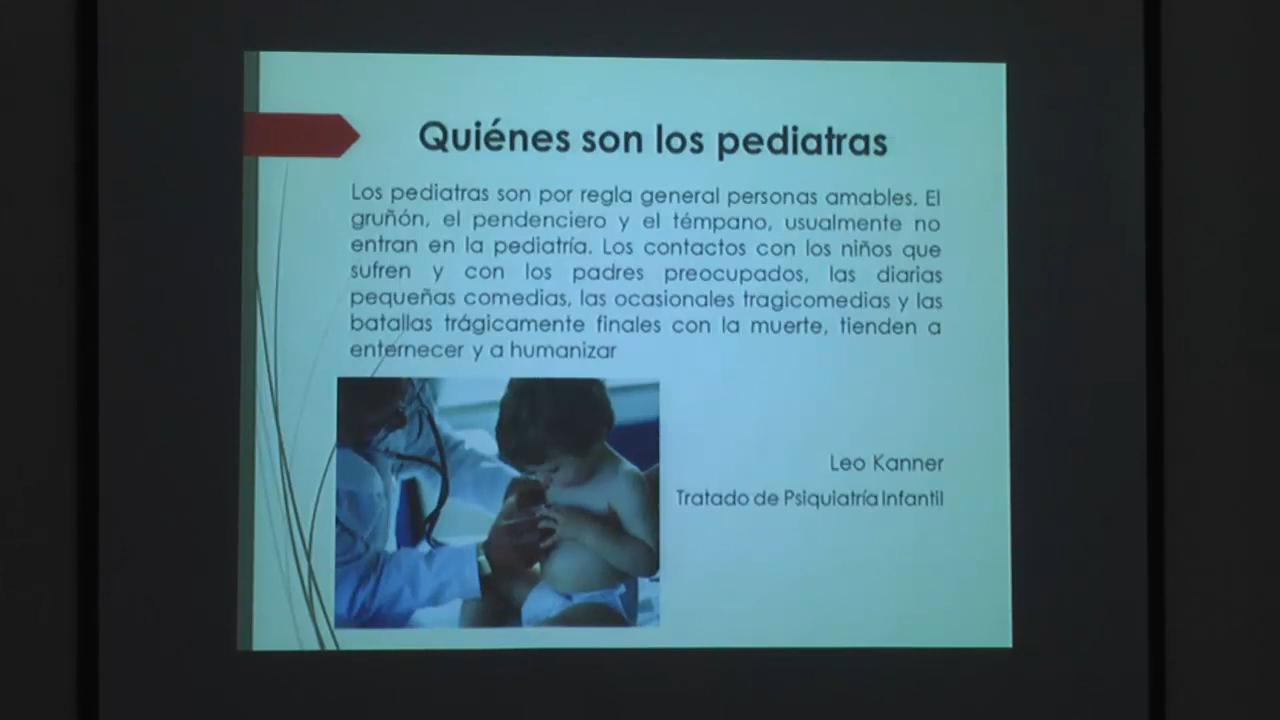 Quiénes son los pediatras
Los pediatras son por regla general personas amables. El
gruñón, el pendenciero y el témpano, usualmente no
entran en la pediatría. Los contactos con los niños que
sufren y con los padres preocupados, las diarias
pequeñas comedias, las ocasionales tragicomedias y las
batallas trágicamente finales con la muerte, tienden a
enternecer y a humanizar
Leo Kanner
Tratado de Psiquiatría Infantil